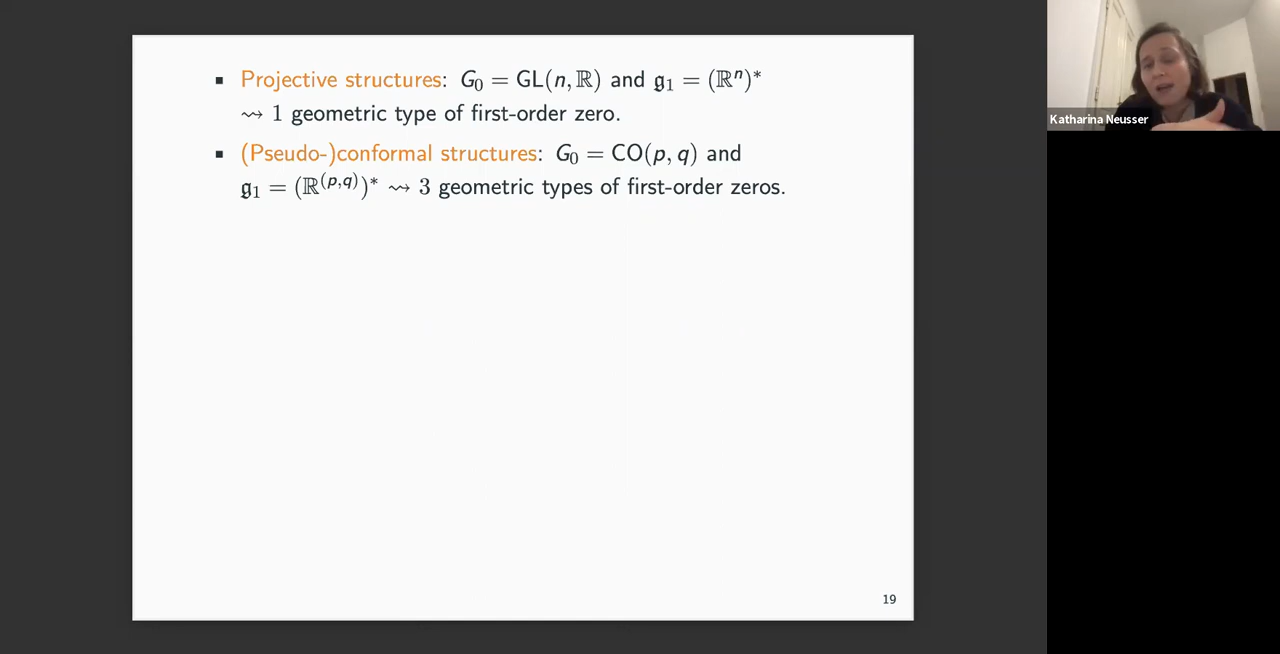 ▪ Projective structures: G₀ = GL(n, ℝ) and 𝔤₁ = (ℝⁿ)*
⇝ 1 geometric type of first-order zero.
▪ (Pseudo-)conformal structures: G₀ = CO(p, q) and
𝔤₁ = (ℝ^(p,q))* ⇝ 3 geometric types of first-order zeros.
19
Katharina Neusser